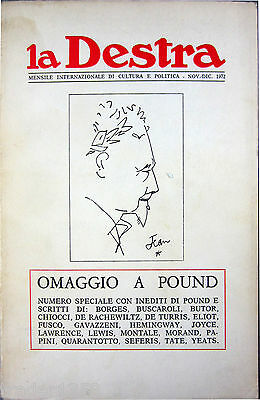 la Destra
MENSILE INTERNAZIONALE DI CULTURA E POLITICA - NOV.-DIC. 1972
Jean
OMAGGIO A POUND
NUMERO SPECIALE CON INEDITI DI POUND E
SCRITTI DI: BORGES, BUSCAROLI, BUTOR,
CHIOCCI, DE RACHEWILTZ, DE TURRIS, ELIOT,
FUSCO, GAVAZZENI, HEMINGWAY, JOYCE,
LAWRENCE, LEWIS, MONTALE, MORAND, PA-
PINI, QUARANTOTTO, SEFERIS, TATE, YEATS.